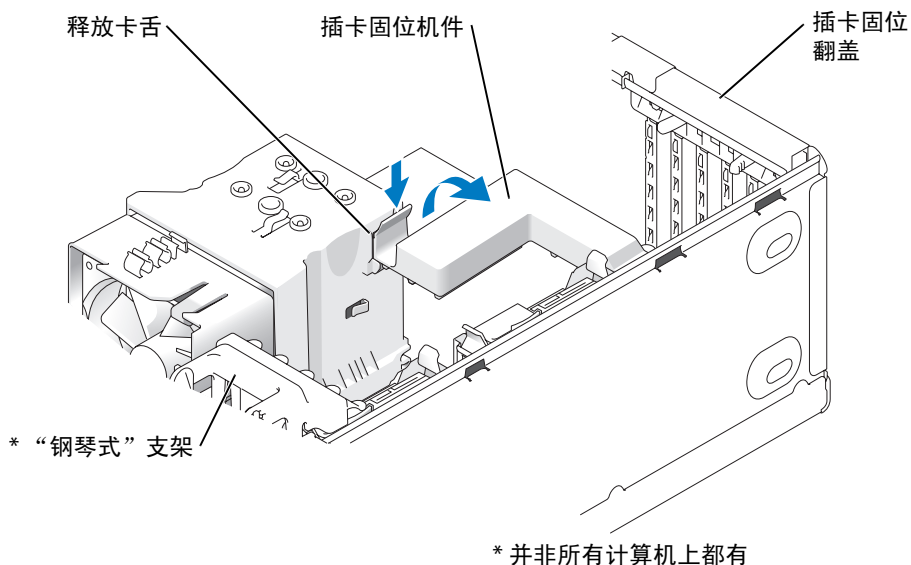 释放卡舌
插卡固位机件
插卡固位
翻盖
* “钢琴式”支架
* 并非所有计算机上都有